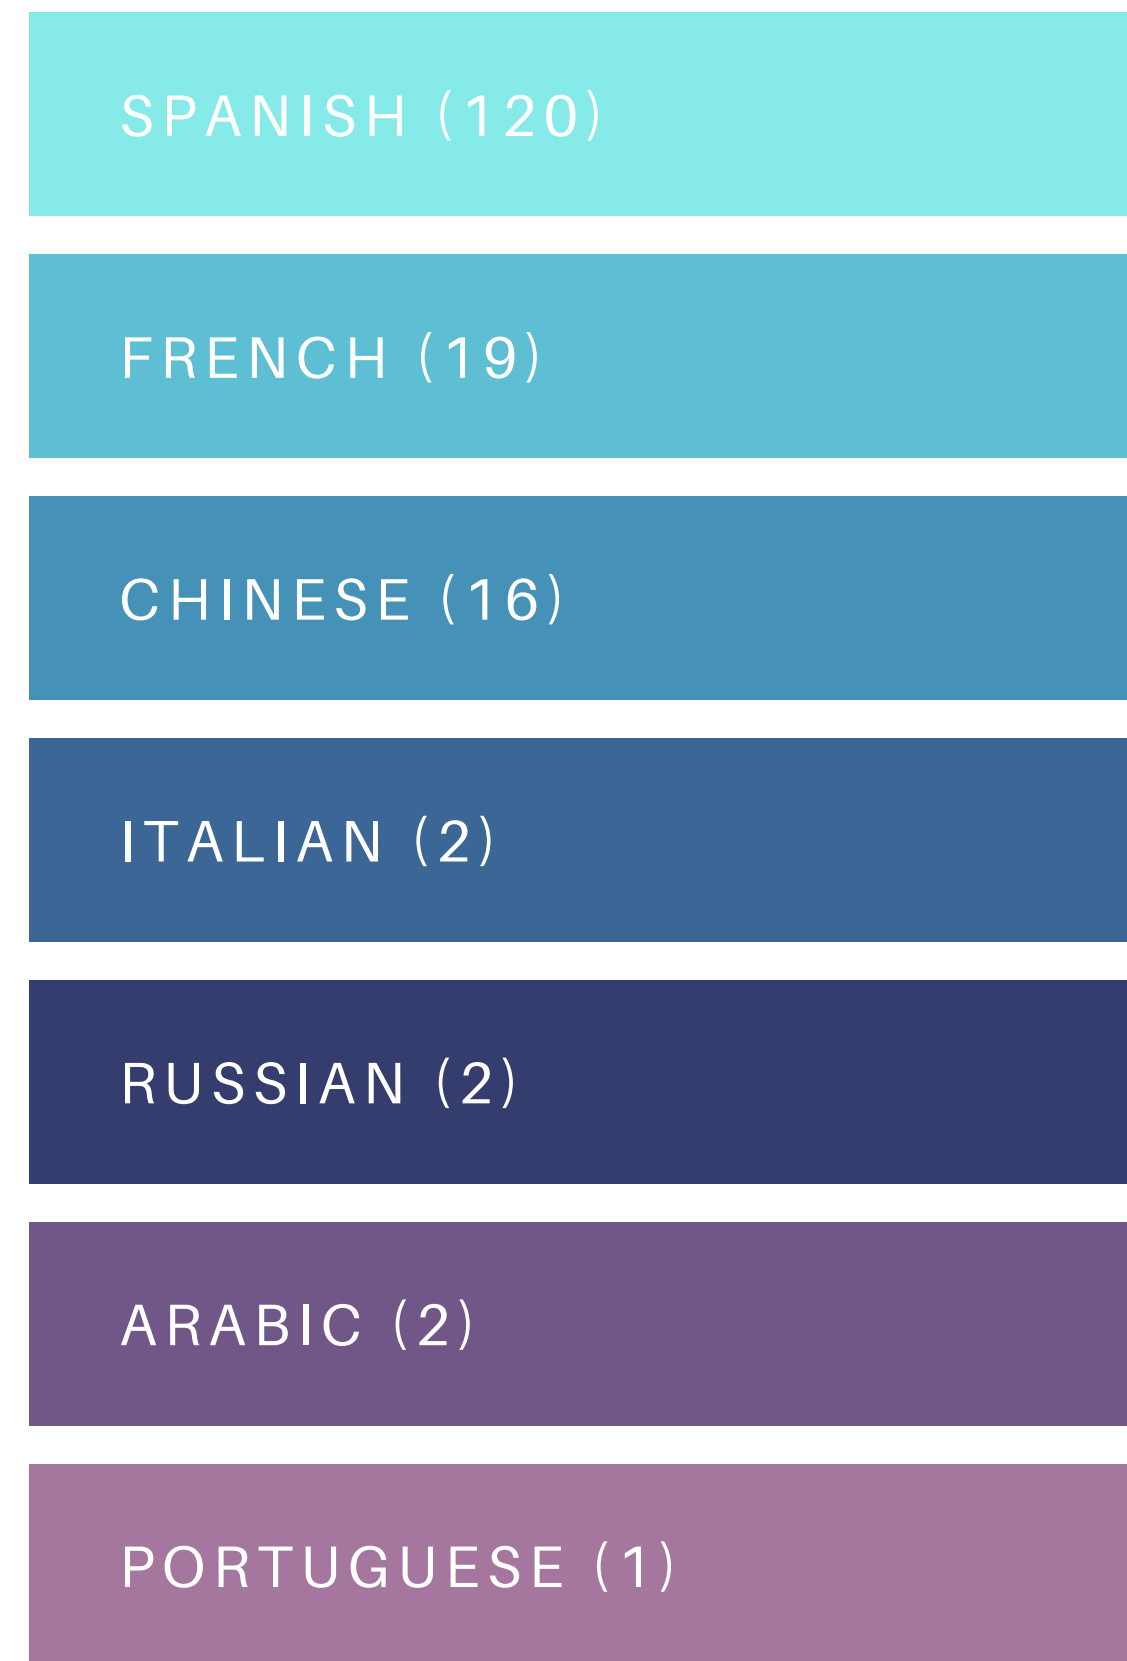 SPANISH (120)
FRENCH (19)
CHINESE (16)
ITALIAN (2)
RUSSIAN (2)
ARABIC (2)
PORTUGUESE (1)